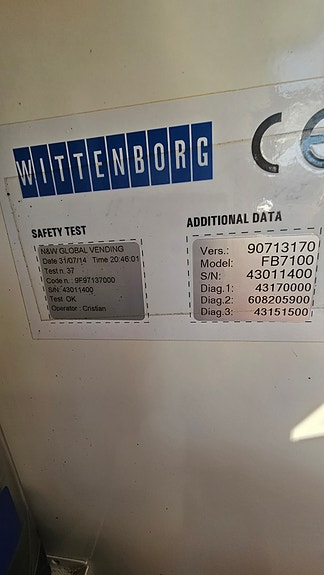 WITTENBORG
CE
SAFETY TEST
N&W GLOBAL VENDING
Date 31/07/14 Time 20:46:01
Test n. 37
Code n : 9F97137000
S/N: 43011400
Test OK
Operator : Cristian
ADDITIONAL DATA
Vers.: 90713170
Model: FB7100
S/N: 43011400
Diag.1: 43170000
Diag.2: 608205900
Diag.3: 43151500